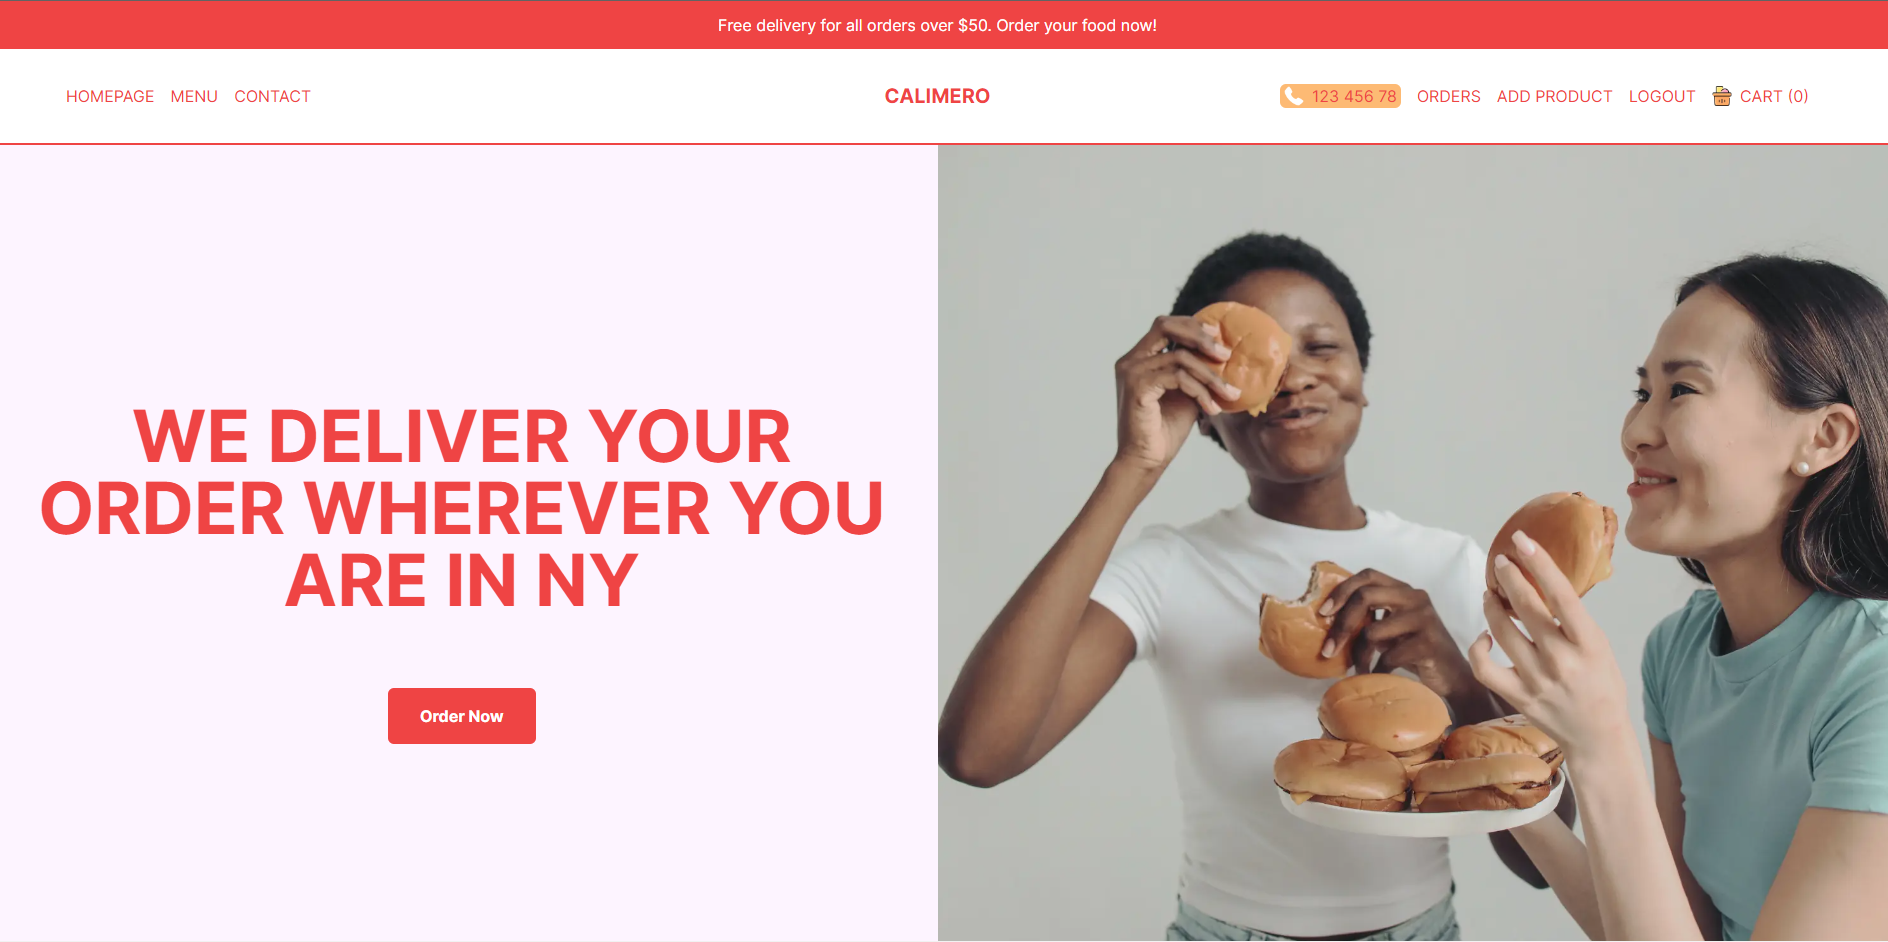 Free delivery for all orders over $50. Order your food now!
HOMEPAGE MENU CONTACT CALIMERO 123 456 78 ORDERS ADD PRODUCT LOGOUT CART (0)
WE DELIVER YOUR
ORDER WHEREVER YOU
ARE IN NY
Order Now